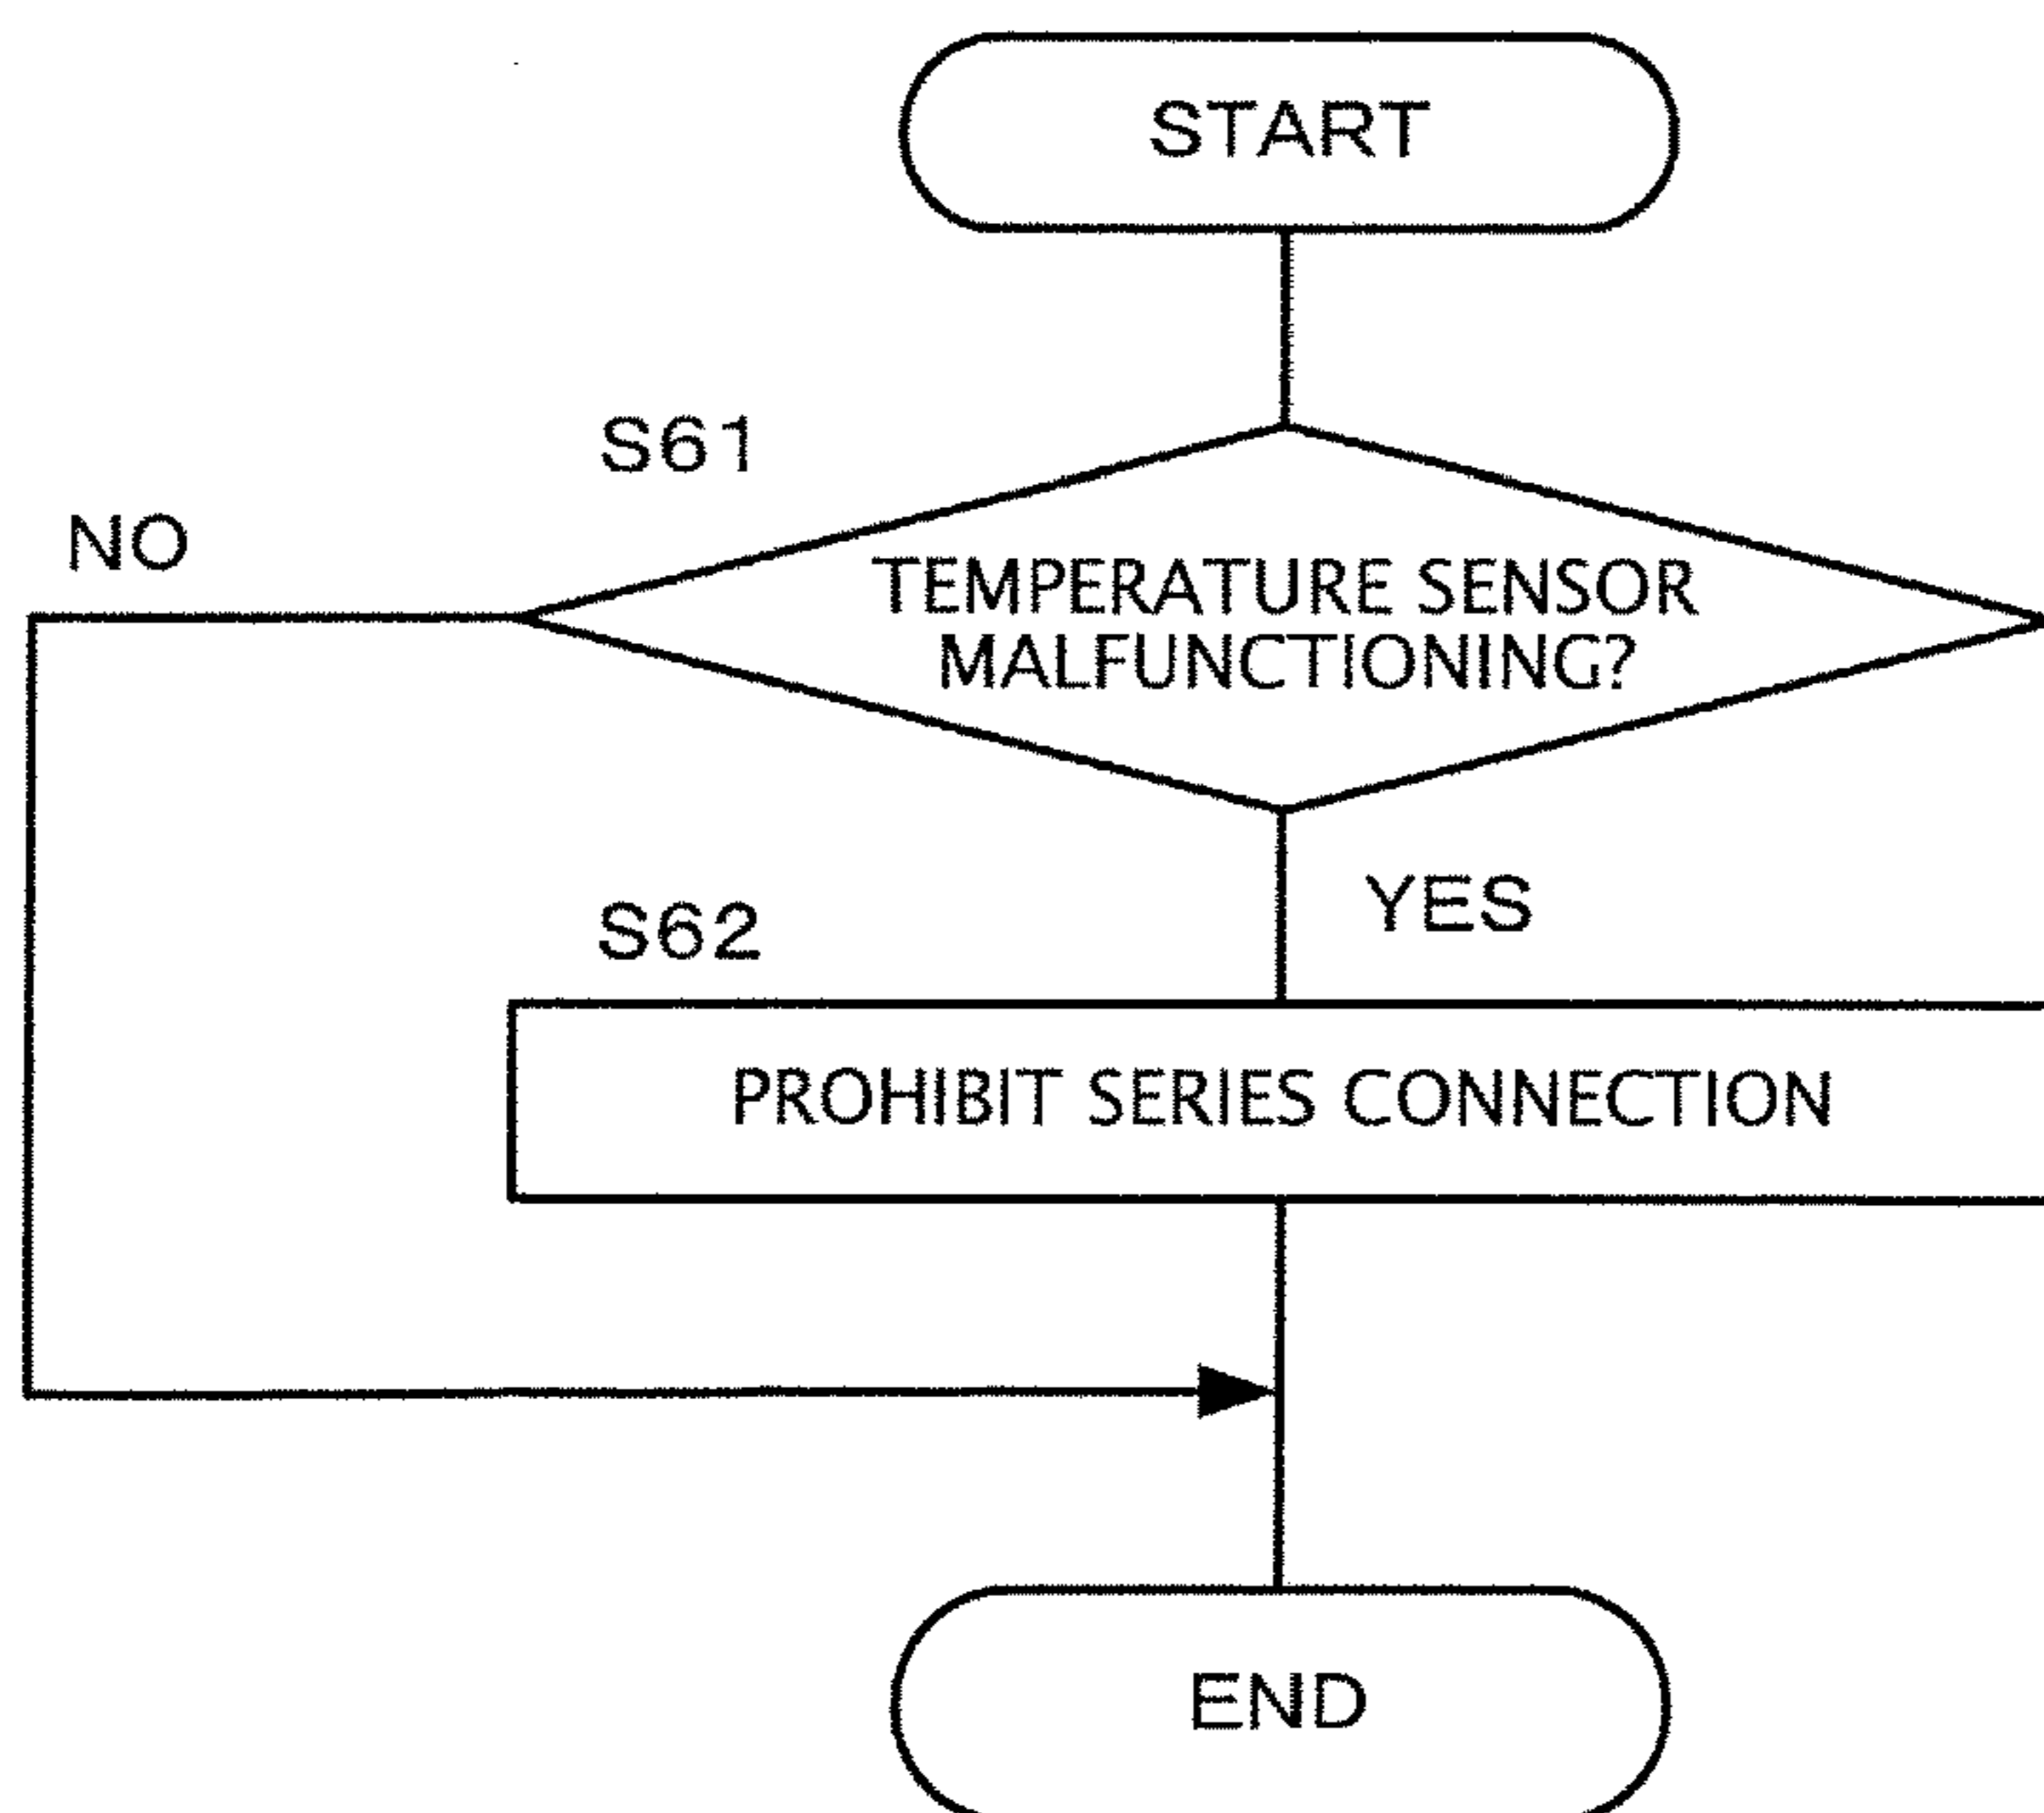 START
S61
NO
TEMPERATURE SENSOR
MALFUNCTIONING?
YES
S62
PROHIBIT SERIES CONNECTION
END